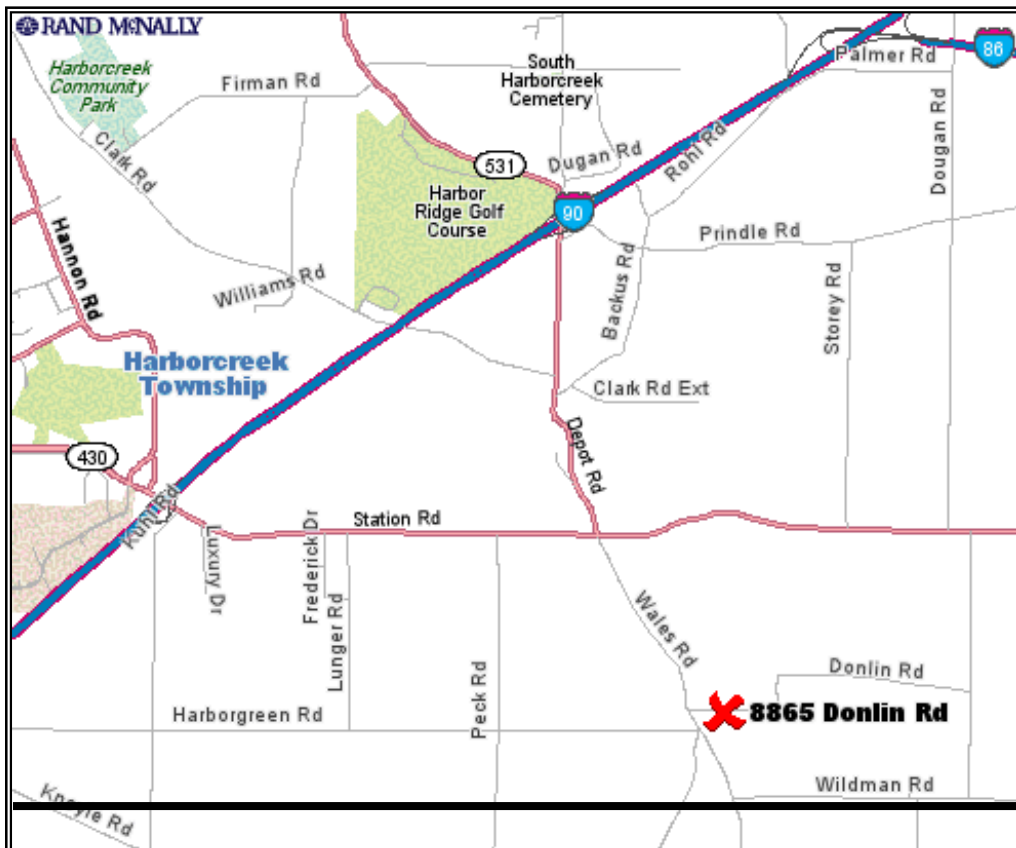 RAND McNALLY
86
Palmer Rd
Harborcreek
Community
Park
Firman Rd
South
Harborcreek
Cemetery
Dougan Rd
Clark Rd
531
Dugan Rd
Rohl Rd
Harbor
Ridge Golf
Course
90
Prindle Rd
Hannon Rd
Williams Rd
Backus Rd
Storey Rd
Harborcreek
Township
Clark Rd Ext
430
Depot Rd
Kuhl Rd
Station Rd
Luxury Dr
Frederick Dr
Lunger Rd
Wales Rd
Peck Rd
Donlin Rd
Harborgreen Rd
8865 Donlin Rd
Wildman Rd
Knoyle Rd